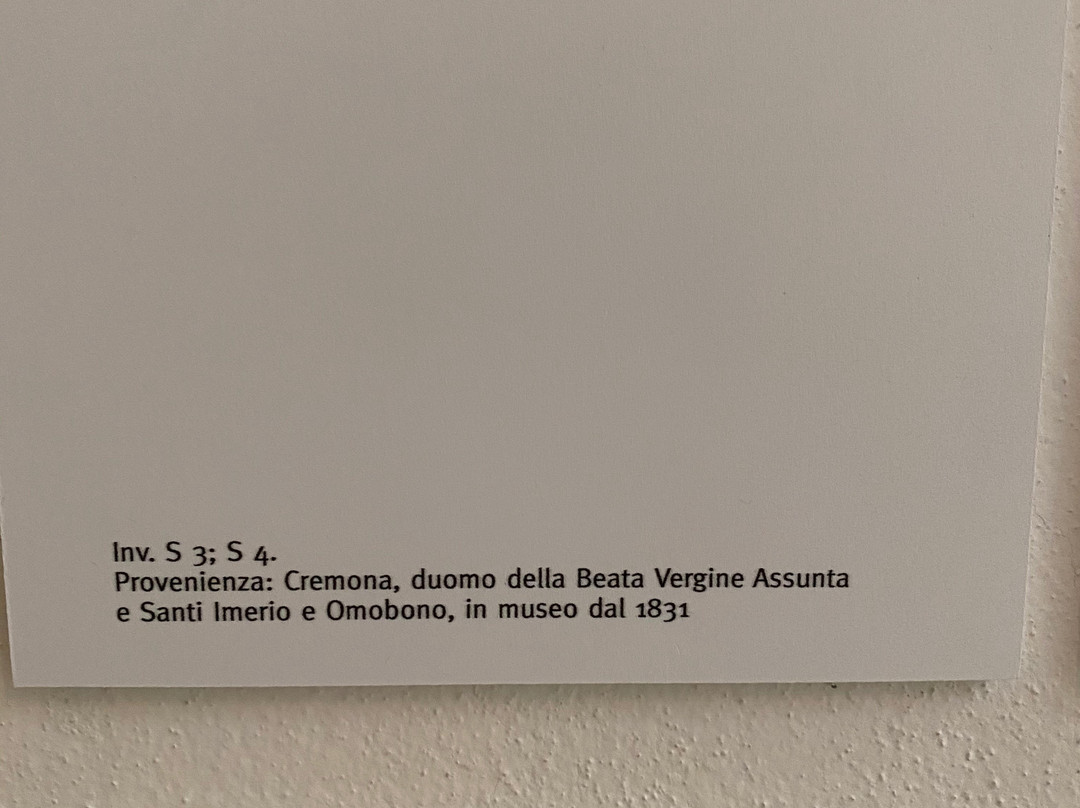 Inv. S 3; S 4.
Provenienza: Cremona, duomo della Beata Vergine Assunta
e Santi Imerio e Omobono, in museo dal 1831